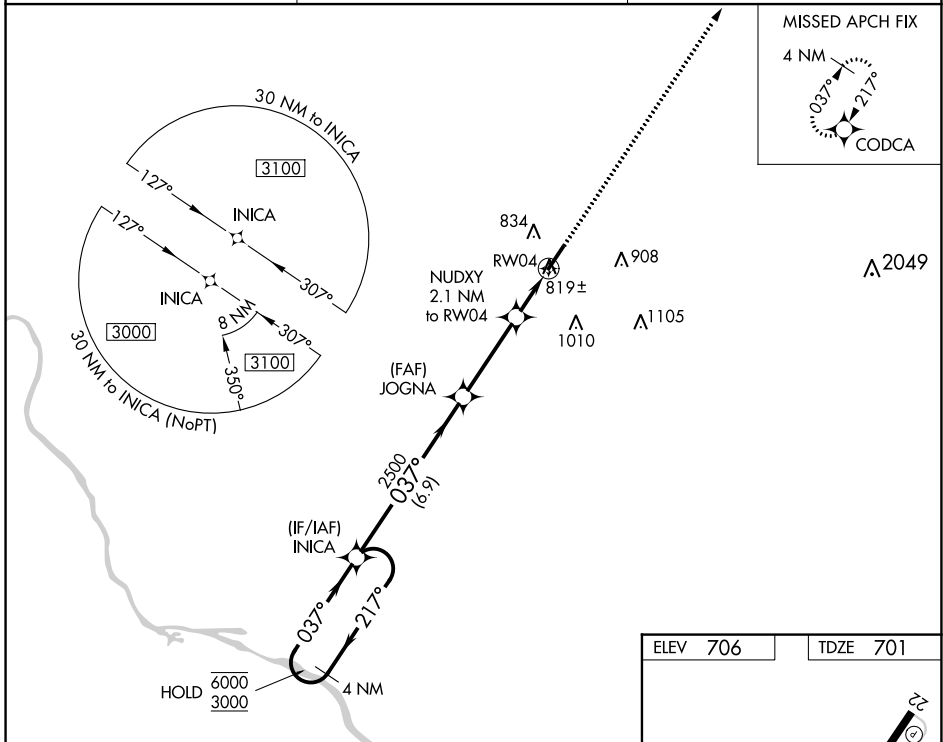 MISSED APCH FIX
4 NM
037°
217°
CODCA
30 NM to INICA
3100
127°
INICA
307°
127°
INICA
8 NM
307°
3000
3100
350°
30 NM to INICA (NoPT)
834
RW04
819±
908
2049
NUDXY
2.1 NM
to RW04
1010
1105
(FAF)
JOGNA
2500
037°
(6.9)
(IF/IAF)
INICA
037°
217°
HOLD
6000
3000
4 NM
ELEV 706
TDZE 701
22
P